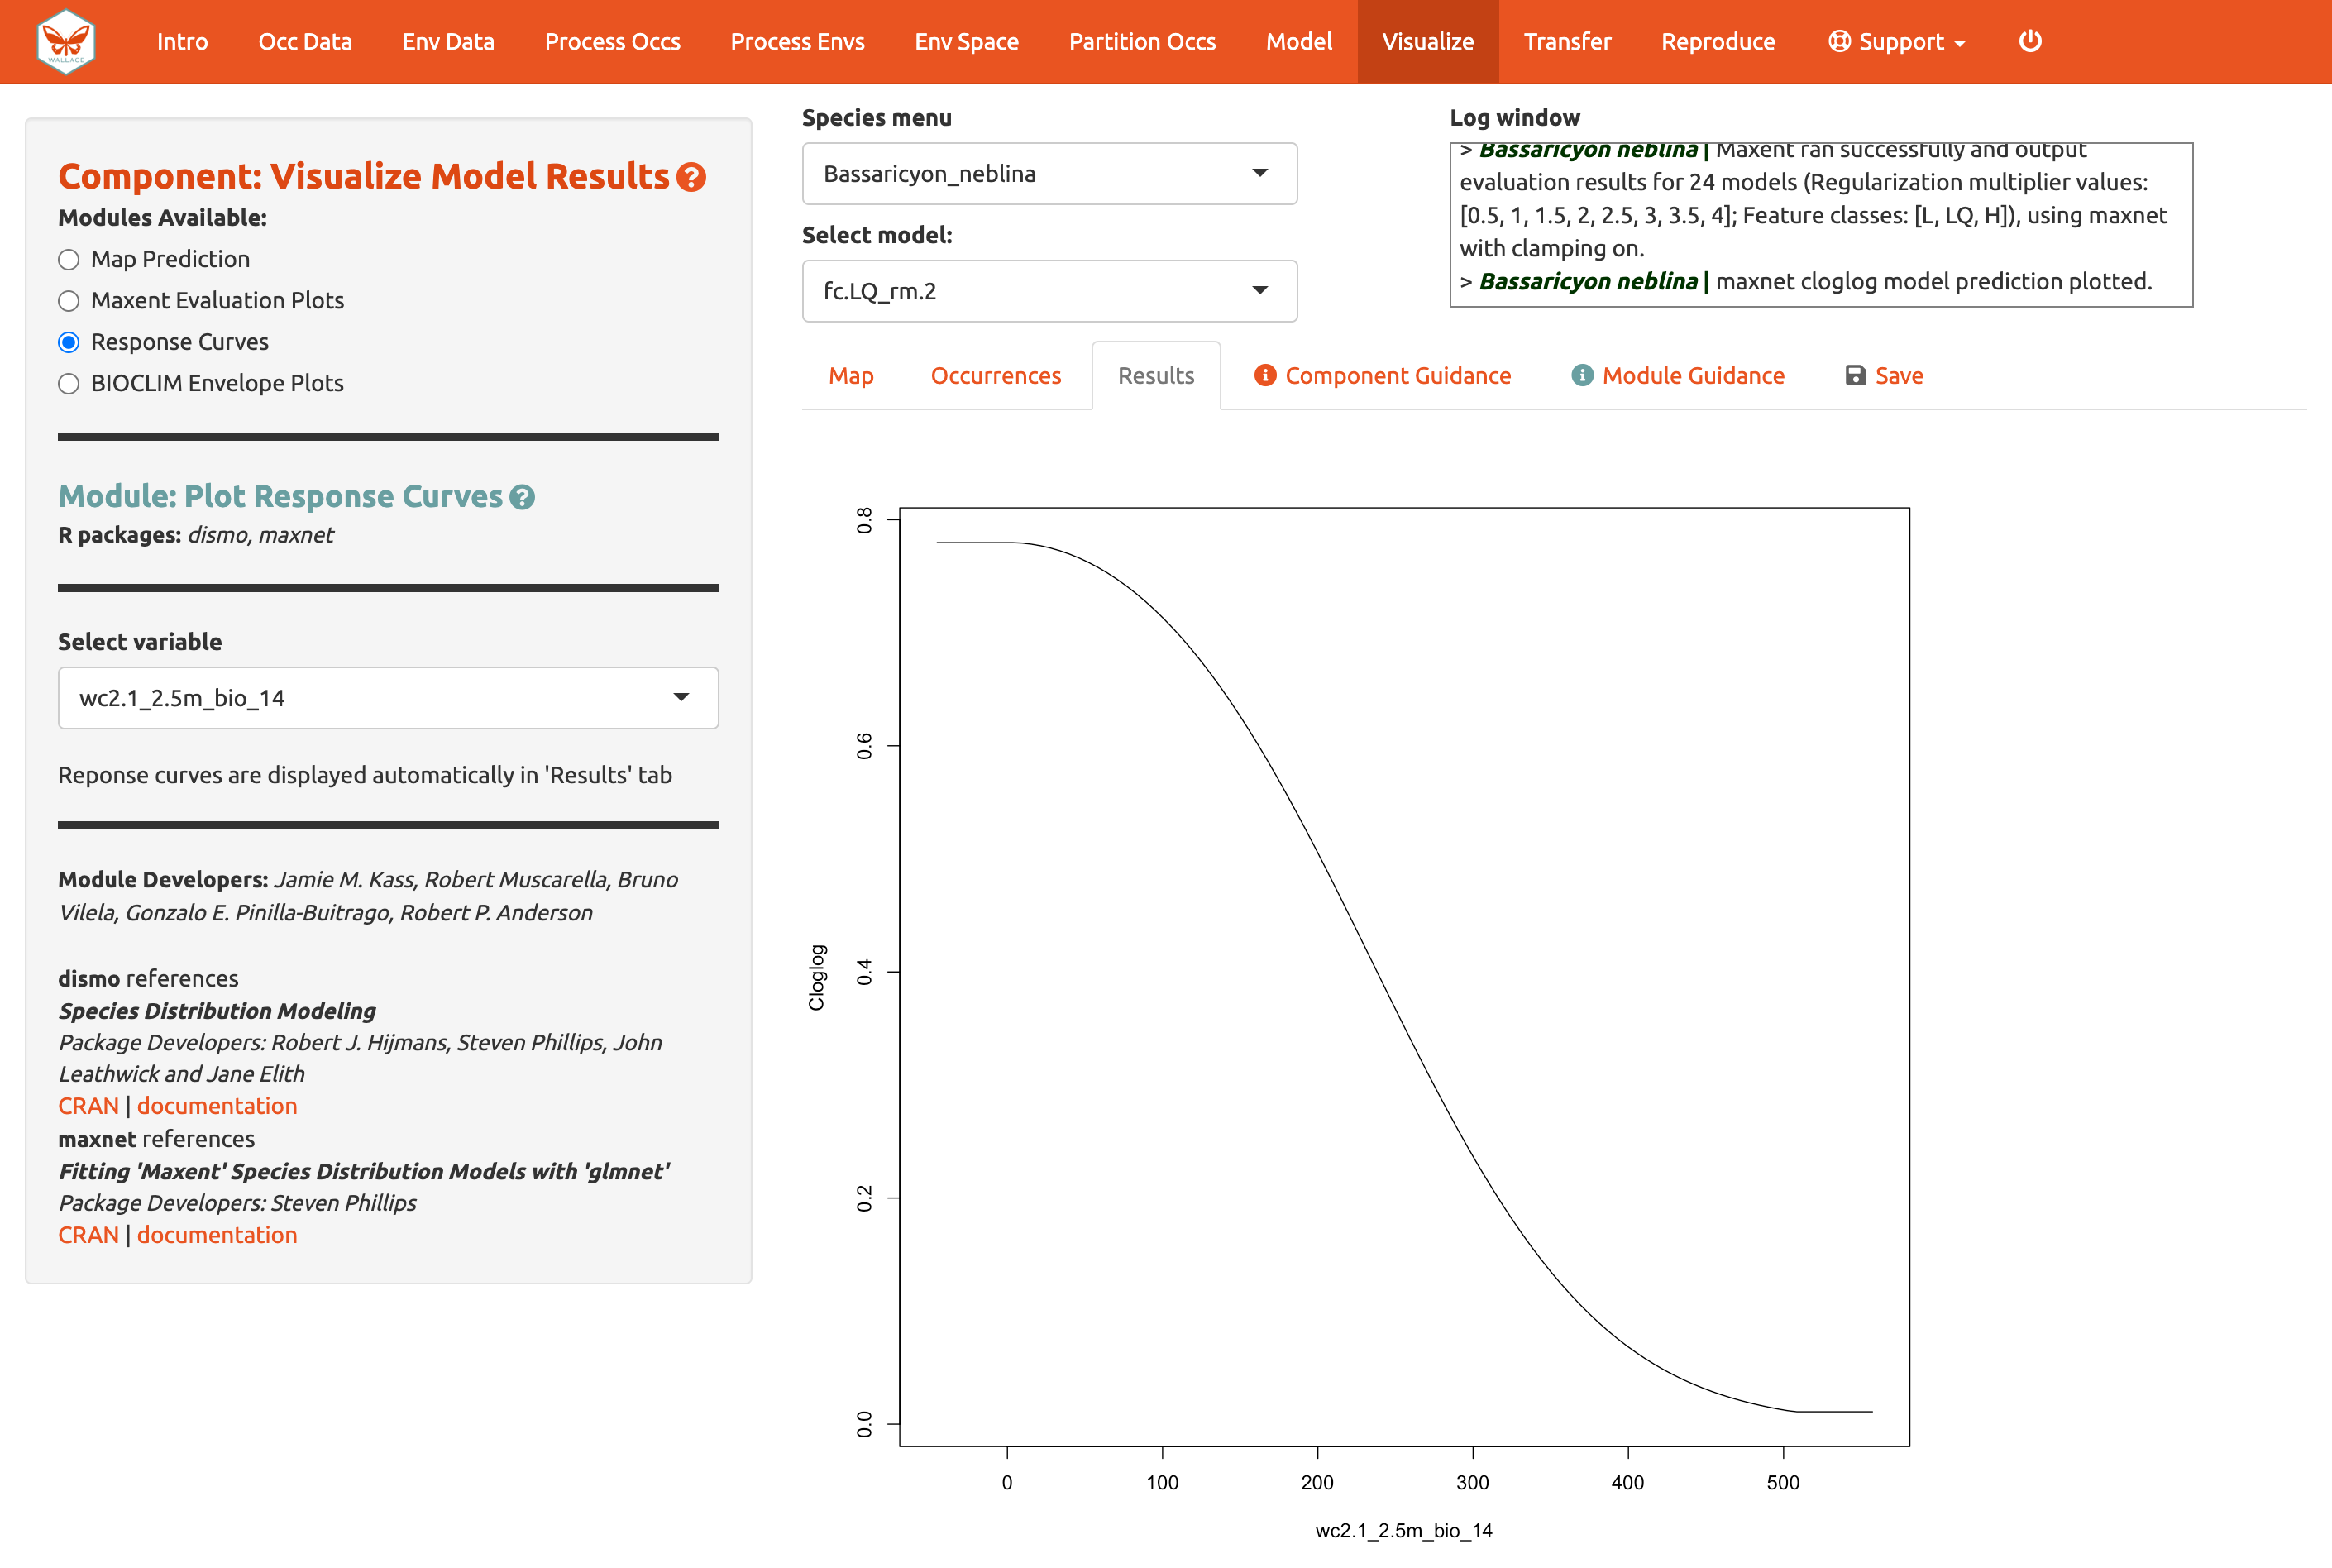 WALLACE
Intro
Occ Data
Env Data
Process Occs
Process Envs
Env Space
Partition Occs
Model
Visualize
Transfer
Reproduce
Support
Component: Visualize Model Results
Modules Available:
Map Prediction
Maxent Evaluation Plots
Response Curves
BIOCLIM Envelope Plots
Module: Plot Response Curves
R packages: dismo, maxnet
Select variable
wc2.1_2.5m_bio_14
Reponse curves are displayed automatically in 'Results' tab
Module Developers: Jamie M. Kass, Robert Muscarella, Bruno
Vilela, Gonzalo E. Pinilla-Buitrago, Robert P. Anderson
dismo references
Species Distribution Modeling
Package Developers: Robert J. Hijmans, Steven Phillips, John
Leathwick and Jane Elith
CRAN | documentation
maxnet references
Fitting 'Maxent' Species Distribution Models with 'glmnet'
Package Developers: Steven Phillips
CRAN | documentation
Species menu
Bassaricyon_neblina
Select model:
fc.LQ_rm.2
Log window
> Bassaricyon neblina | Maxent ran successfully and output
evaluation results for 24 models (Regularization multiplier values:
[0.5, 1, 1.5, 2, 2.5, 3, 3.5, 4]; Feature classes: [L, LQ, H]), using maxnet
with clamping on.
> Bassaricyon neblina | maxnet cloglog model prediction plotted.
Map
Occurrences
Results
Component Guidance
Module Guidance
Save
0.8
0.6
0.4
0.2
0.0
Cloglog
0
100
200
300
400
500
wc2.1_2.5m_bio_14